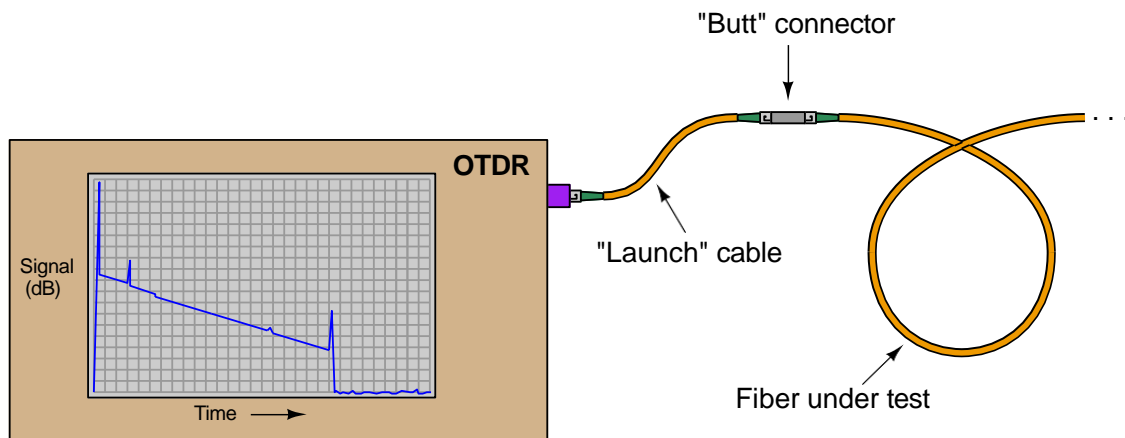 "Butt" connector
OTDR
Signal
(dB)
"Launch" cable
Time
Fiber under test
. . .